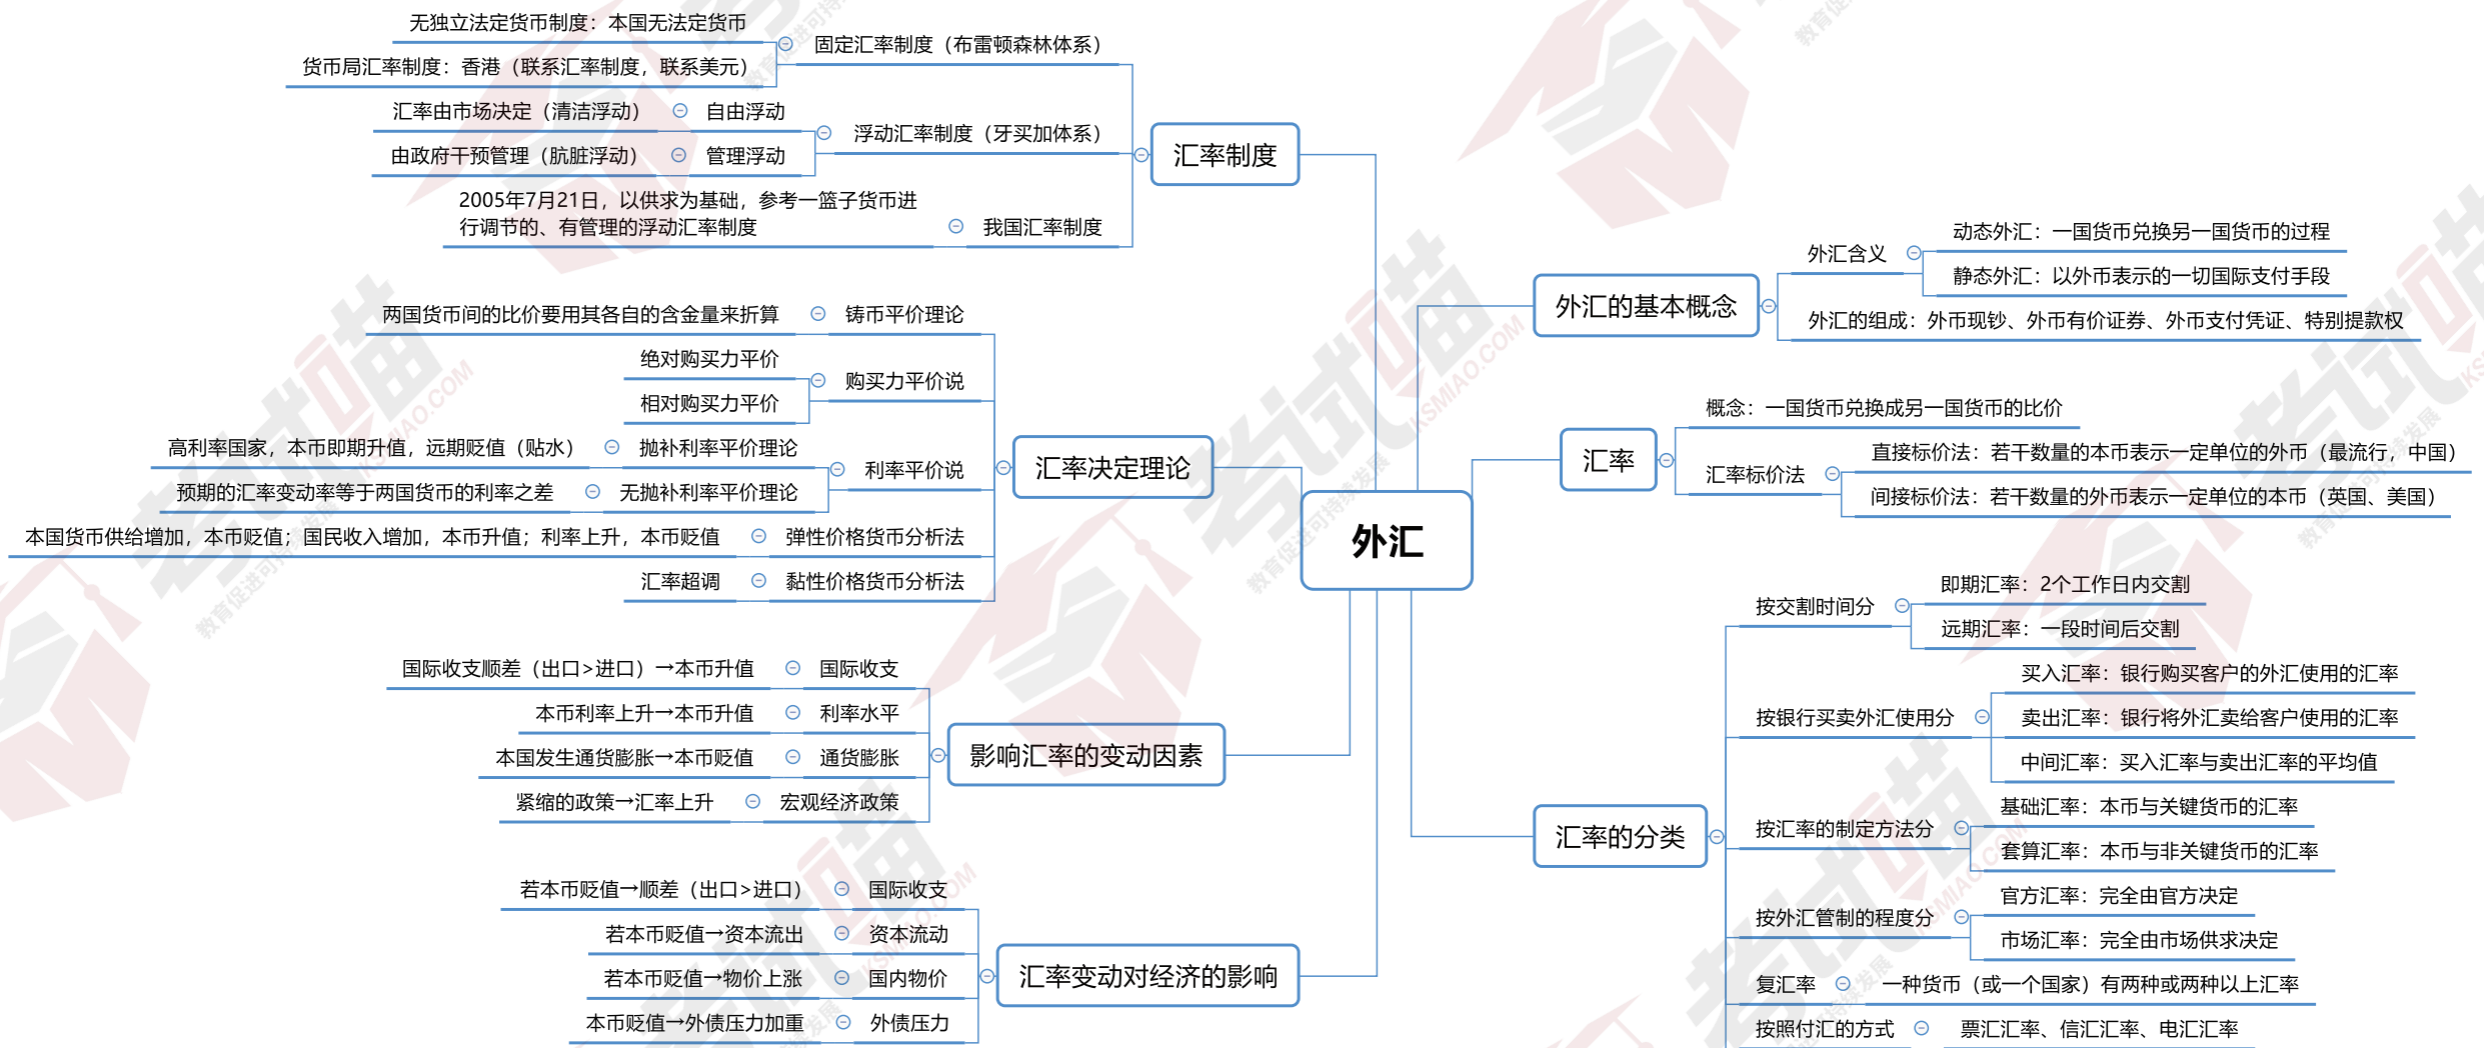 外汇
汇率制度
固定汇率制度（布雷顿森林体系）
无独立法定货币制度：本国无法定货币
货币局汇率制度：香港（联系汇率制度，联系美元）
浮动汇率制度（牙买加体系）
自由浮动
汇率由市场决定（清洁浮动）
管理浮动
由政府干预管理（肮脏浮动）
我国汇率制度
2005年7月21日，以供求为基础，参考一篮子货币进
行调节的、有管理的浮动汇率制度
汇率决定理论
铸币平价理论
两国货币间的比价要用其各自的含金量来折算
购买力平价说
绝对购买力平价
相对购买力平价
利率平价说
抛补利率平价理论
高利率国家，本币即期升值，远期贬值（贴水）
无抛补利率平价理论
预期的汇率变动率等于两国货币的利率之差
弹性价格货币分析法
本国货币供给增加，本币贬值；国民收入增加，本币升值；利率上升，本币贬值
黏性价格货币分析法
汇率超调
影响汇率的变动因素
国际收支
国际收支顺差（出口>进口）→本币升值
利率水平
本币利率上升→本币升值
通货膨胀
本国发生通货膨胀→本币贬值
宏观经济政策
紧缩的政策→汇率上升
汇率变动对经济的影响
国际收支
若本币贬值→顺差（出口>进口）
资本流动
若本币贬值→资本流出
国内物价
若本币贬值→物价上涨
外债压力
本币贬值→外债压力加重
外汇的基本概念
外汇含义
动态外汇：一国货币兑换另一国货币的过程
静态外汇：以外币表示的一切国际支付手段
外汇的组成：外币现钞、外币有价证券、外币支付凭证、特别提款权
汇率
概念：一国货币兑换成另一国货币的比价
汇率标价法
直接标价法：若干数量的本币表示一定单位的外币（最流行，中国）
间接标价法：若干数量的外币表示一定单位的本币（英国、美国）
汇率的分类
按交割时间分
即期汇率：2个工作日内交割
远期汇率：一段时间后交割
按银行买卖外汇使用分
买入汇率：银行购买客户的外汇使用的汇率
卖出汇率：银行将外汇卖给客户使用的汇率
中间汇率：买入汇率与卖出汇率的平均值
按汇率的制定方法分
基础汇率：本币与关键货币的汇率
套算汇率：本币与非关键货币的汇率
按外汇管制的程度分
官方汇率：完全由官方决定
市场汇率：完全由市场供求决定
复汇率
一种货币（或一个国家）有两种或两种以上汇率
按照付汇的方式
票汇汇率、信汇汇率、电汇汇率
考试喵
KSMIAO.COM
教育促进可持续发展